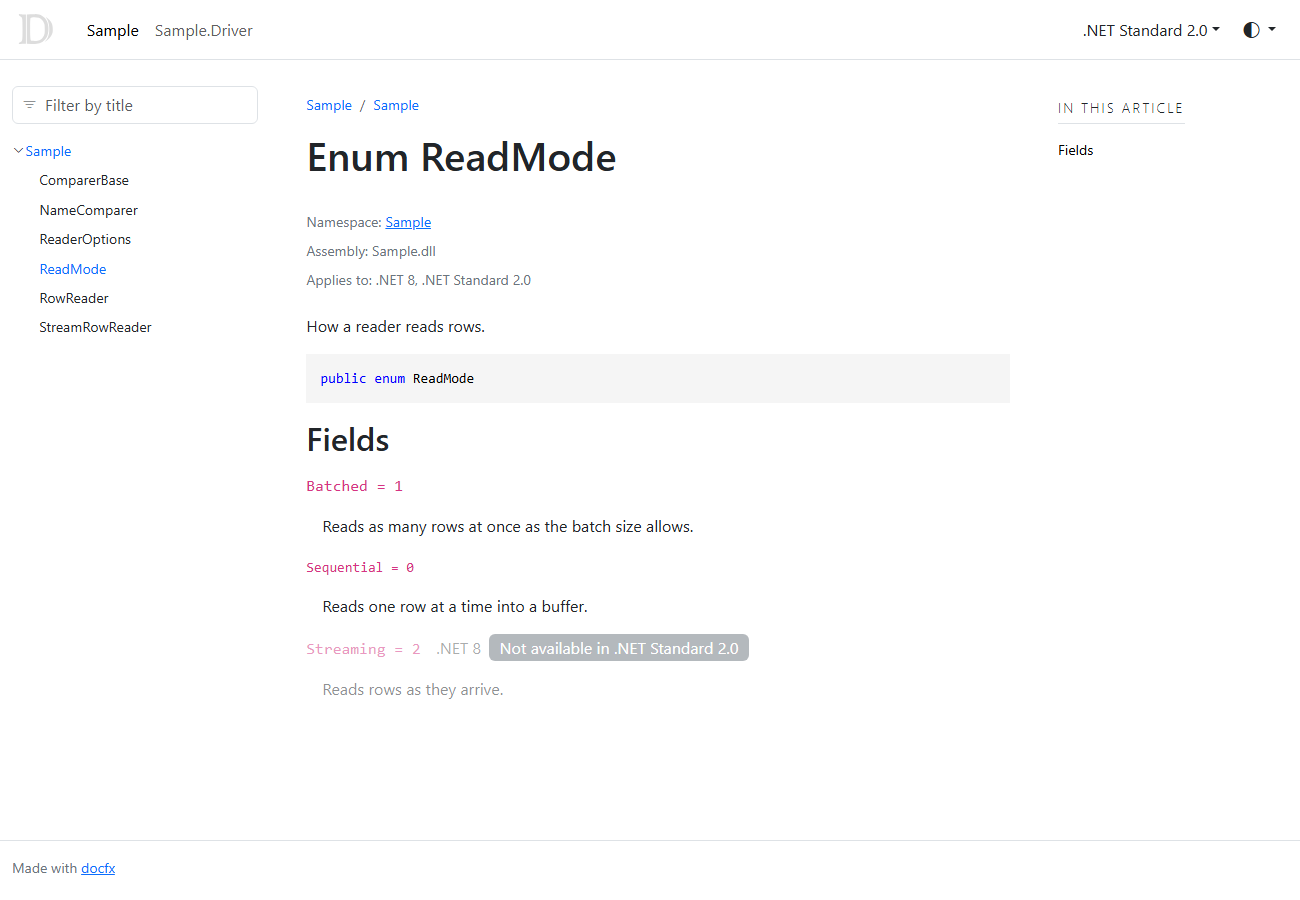 D
Sample Sample.Driver .NET Standard 2.0
Filter by title
Sample
ComparerBase
NameComparer
ReaderOptions
ReadMode
RowReader
StreamRowReader
Sample / Sample
Enum ReadMode
Namespace: Sample
Assembly: Sample.dll
Applies to: .NET 8, .NET Standard 2.0
How a reader reads rows.
public enum ReadMode
Fields
Batched = 1
Reads as many rows at once as the batch size allows.
Sequential = 0
Reads one row at a time into a buffer.
Streaming = 2 .NET 8 Not available in .NET Standard 2.0
Reads rows as they arrive.
IN THIS ARTICLE
Fields
Made with docfx